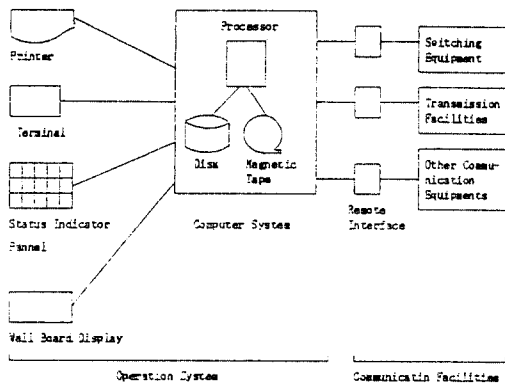 Processor
Switching
Equipment
Printer
Transmission
Facilities
Terminal
Disk
Magnetic
Tape
Other Commu-
nication
Equipments
Status Indicator
Pannel
Computer System
Remote
Interface
Wall Board Display
Operation System
Communicatin Facilities